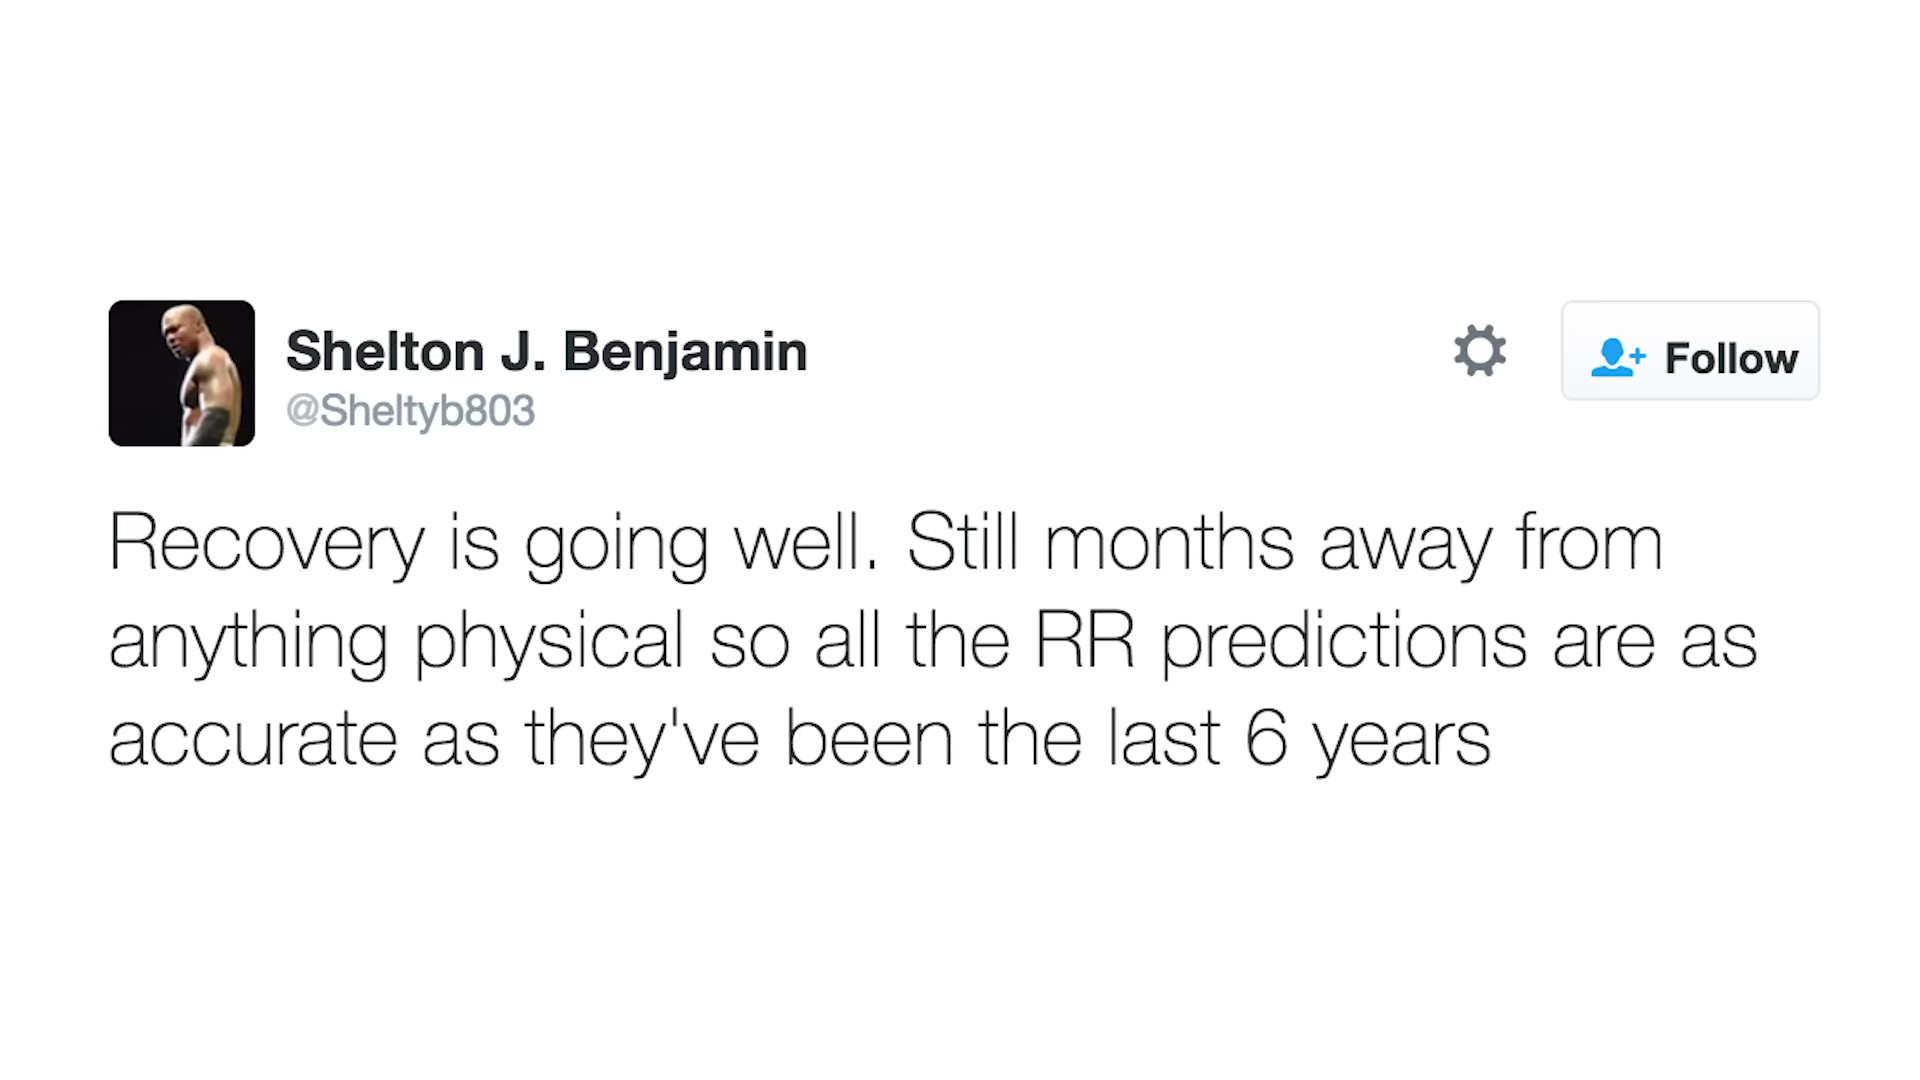 Shelton J. Benjamin
@Sheltyb803
Follow
Recovery is going well. Still months away from
anything physical so all the RR predictions are as
accurate as they've been the last 6 years